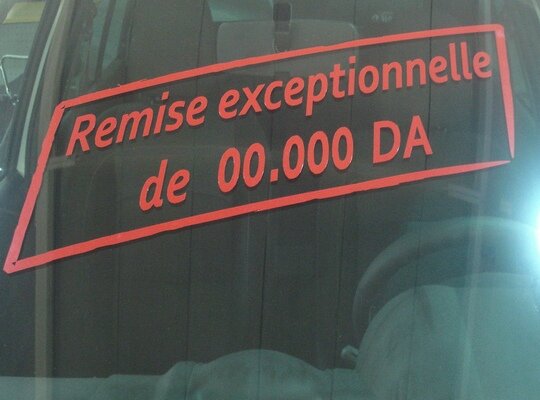 Remise exceptionnelle
de 00.000 DA